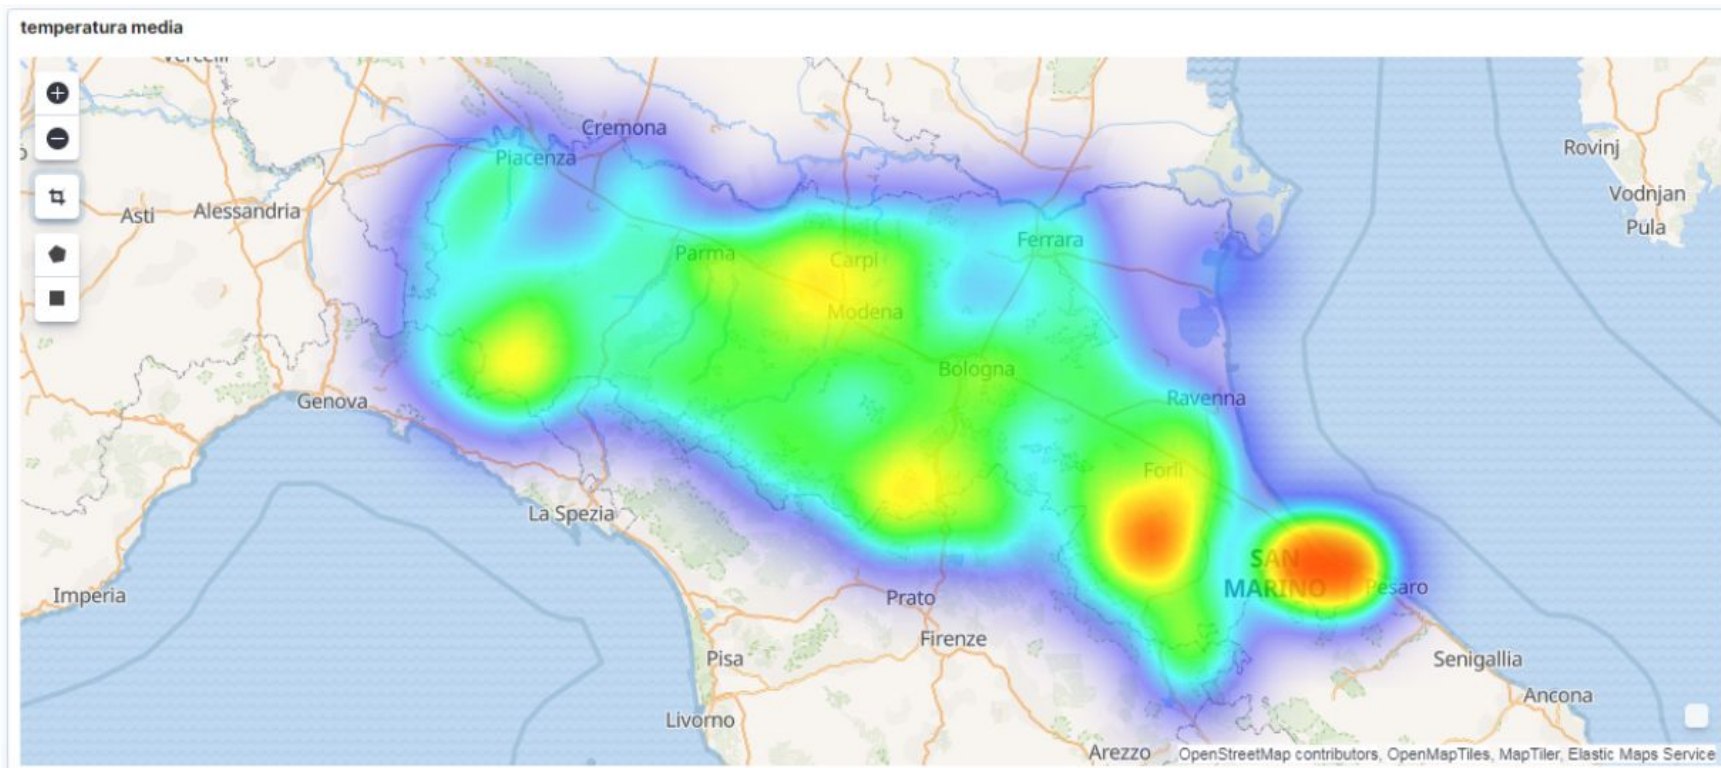 temperatura media
Vercelli
Cremona
Piacenza
Rovinj
Vodnjan
Pula
Asti
Alessandria
Parma
Carpi
Ferrara
Modena
Bologna
Genova
Ravenna
Forlì
La Spezia
SAN
MARINO
Pesaro
Imperia
Prato
Firenze
Pisa
Senigallia
Ancona
Livorno
Arezzo
OpenStreetMap contributors, OpenMapTiles, MapTiler, Elastic Maps Service